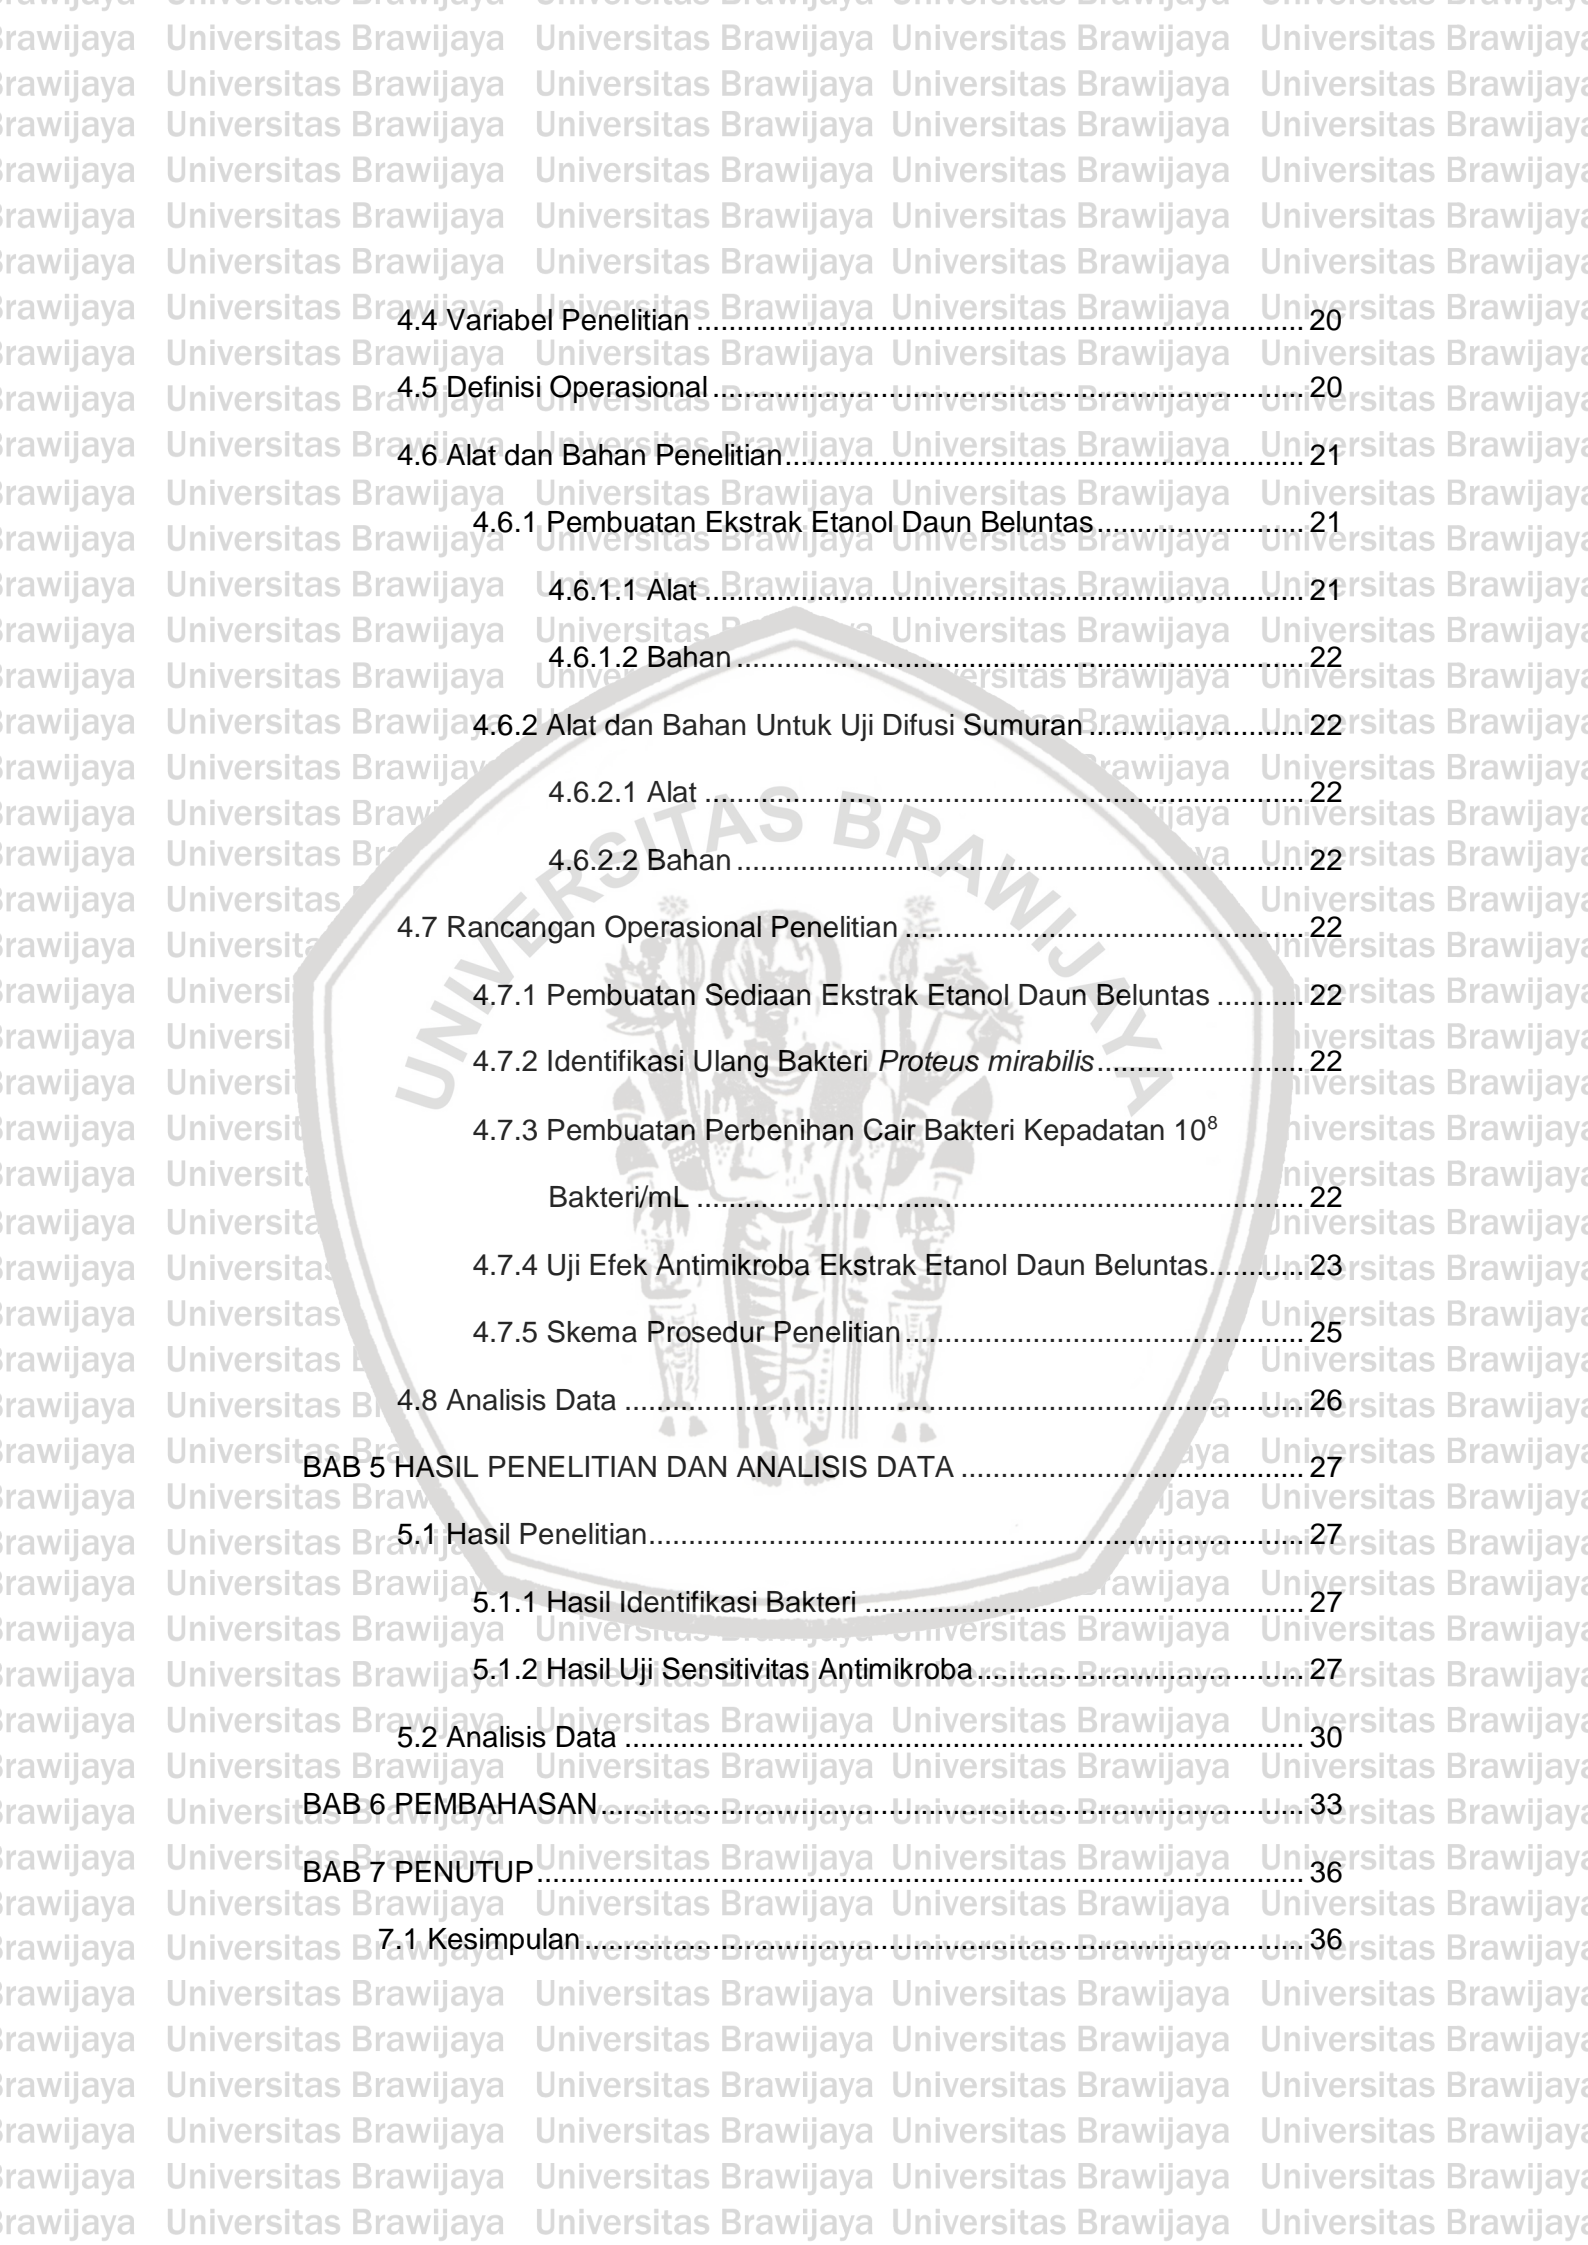 4.4 Variabel Penelitian ............................................................................ 20
4.5 Definisi Operasional .......................................................................... 20
4.6 Alat dan Bahan Penelitian ................................................................. 21
4.6.1 Pembuatan Ekstrak Etanol Daun Beluntas .......................... 21
4.6.1.1 Alat ........................................................................... 21
4.6.1.2 Bahan ....................................................................... 22
4.6.2 Alat dan Bahan Untuk Uji Difusi Sumuran ........................... 22
4.6.2.1 Alat ........................................................................... 22
4.6.2.2 Bahan ....................................................................... 22
4.7 Rancangan Operasional Penelitian .................................................. 22
4.7.1 Pembuatan Sediaan Ekstrak Etanol Daun Beluntas ........... 22
4.7.2 Identifikasi Ulang Bakteri Proteus mirabilis .......................... 22
4.7.3 Pembuatan Perbenihan Cair Bakteri Kepadatan 10⁸
Bakteri/mL ............................................................................ 22
4.7.4 Uji Efek Antimikroba Ekstrak Etanol Daun Beluntas............ 23
4.7.5 Skema Prosedur Penelitian .................................................. 25
4.8 Analisis Data ..................................................................................... 26
BAB 5 HASIL PENELITIAN DAN ANALISIS DATA ........................................... 27
5.1 Hasil Penelitian.................................................................................. 27
5.1.1 Hasil Identifikasi Bakteri ....................................................... 27
5.1.2 Hasil Uji Sensitivitas Antimikroba ......................................... 27
5.2 Analisis Data ..................................................................................... 30
BAB 6 PEMBAHASAN........................................................................................ 33
BAB 7 PENUTUP ................................................................................................ 36
7.1 Kesimpulan .......................................................................................... 36
UNIVERSITAS BRAWIJAYA